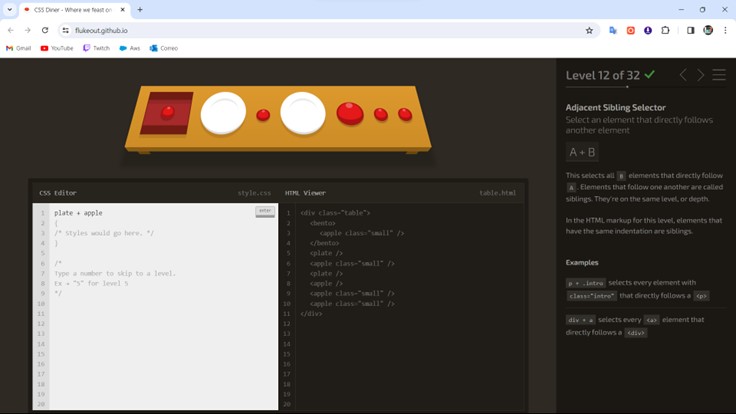 CSS Diner - Where we feast on
flukeout.github.io
Gmail
YouTube
Twitch
Aws
Correo
Level 12 of 32
Adjacent Sibling Selector
Select an element that directly follows
another element
A + B
This selects all B elements that directly follow
A. Elements that follow one another are called
siblings. They're on the same level, or depth.
In the HTML markup for this level, elements that
have the same indentation are siblings.
Examples
p + .intro selects every element with
class="intro" that directly follows a <p>
div + a selects every <a> element that
directly follows a <div>
CSS Editor style.css
1 plate + apple enter
2 {
3 /* Styles would go here. */
4 }
5
6 /*
7 Type a number to skip to a level.
8 Ex → "5" for level 5
9 */
10
11
12
13
14
15
16
17
18
19
20
HTML Viewer table.html
1 <div class="table">
2 <bento>
3 <apple class="small" />
4 </bento>
5 <plate />
6 <apple class="small" />
7 <plate />
8 <apple />
9 <apple class="small" />
10 <apple class="small" />
11 </div>
12
13
14
15
16
17
18
19
20